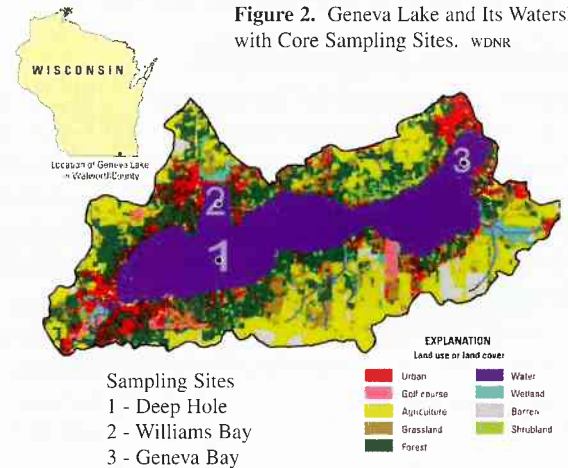 Figure 2. Geneva Lake and Its Waters
with Core Sampling Sites. WDNR
WISCONSIN
Location of Geneva Lake
in Walworth County
3
2
1
Sampling Sites
1 - Deep Hole
2 - Williams Bay
3 - Geneva Bay
EXPLANATION
Land use or land cover
Urban
Golf course
Agriculture
Grassland
Forest
Water
Wetland
Barren
Shrubland